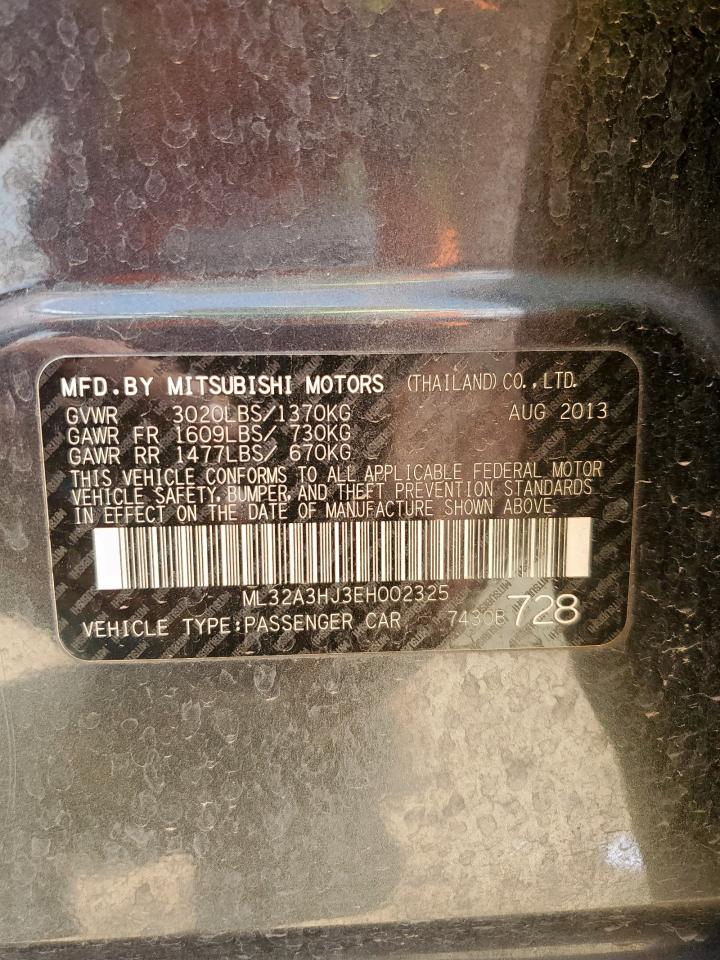 MFD.BY MITSUBISHI MOTORS (THAILAND) CO.,LTD.
GVWR 3020LBS/1370KG AUG 2013
GAWR FR 1609LBS/ 730KG
GAWR RR 1477LBS/ 670KG
THIS VEHICLE CONFORMS TO ALL APPLICABLE FEDERAL MOTOR
VEHICLE SAFETY, BUMPER, AND THEFT PREVENTION STANDARDS
IN EFFECT ON THE DATE OF MANUFACTURE SHOWN ABOVE.
ML32A3HJ3EH002325
VEHICLE TYPE:PASSENGER CAR 7430B 728